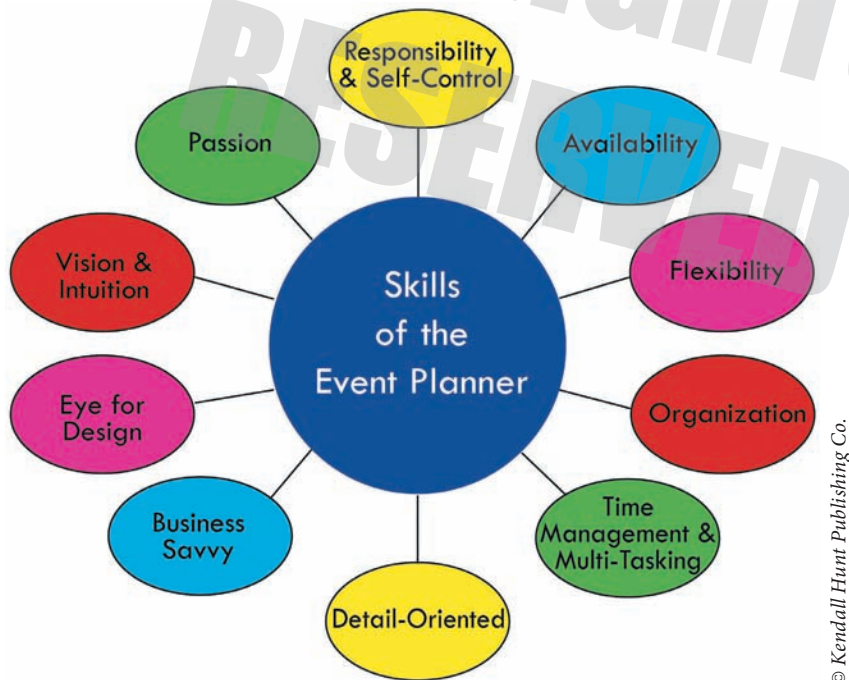 Responsibility
& Self-Control
Availability
Flexibility
Organization
Time
Management &
Multi-Tasking
Detail-Oriented
Business
Savvy
Eye for
Design
Vision &
Intuition
Passion
Skills
of the
Event Planner
RESERVED
© Kendall Hunt Publishing Co.